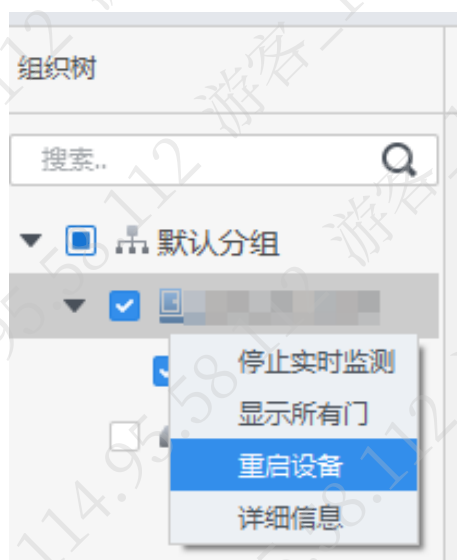 组织树
搜索..
默认分组
停止实时监测
显示所有门
重启设备
详细信息